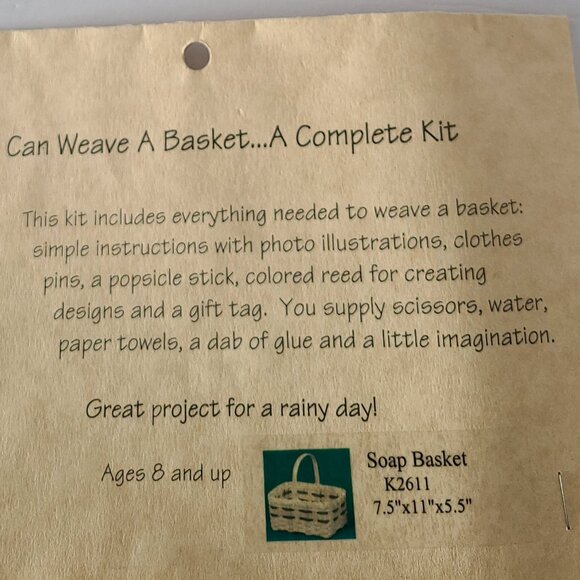 Can Weave A Basket...A Complete Kit
This kit includes everything needed to weave a basket:
simple instructions with photo illustrations, clothes
pins, a popsicle stick, colored reed for creating
designs and a gift tag. You supply scissors, water,
paper towels, a dab of glue and a little imagination.
Great project for a rainy day!
Ages 8 and up
Soap Basket
K2611
7.5"x11"x5.5"